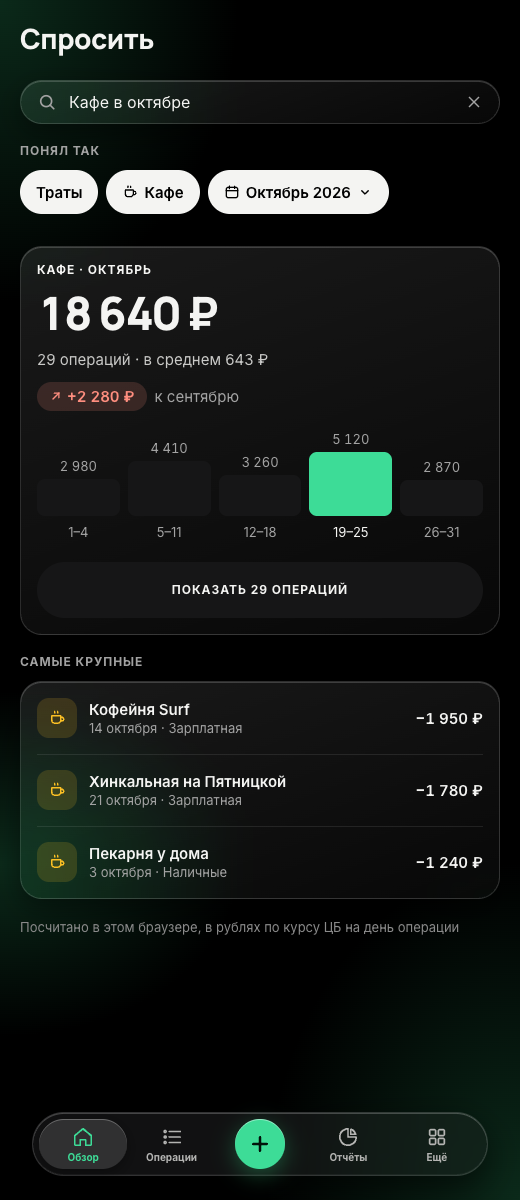 Спросить
Кафе в октябре
ПОНЯЛ ТАК
Траты
Кафе
Октябрь 2026
КАФЕ · ОКТЯБРЬ
18 640 ₽
29 операций · в среднем 643 ₽
+2 280 ₽ к сентябрю
2 980
4 410
3 260
5 120
2 870
1–4
5–11
12–18
19–25
26–31
ПОКАЗАТЬ 29 ОПЕРАЦИЙ
САМЫЕ КРУПНЫЕ
Кофейня Surf
14 октября · Зарплатная
−1 950 ₽
Хинкальная на Пятницкой
21 октября · Зарплатная
−1 780 ₽
Пекарня у дома
3 октября · Наличные
−1 240 ₽
Посчитано в этом браузере, в рублях по курсу ЦБ на день операции
Обзор
Операции
Отчёты
Ещё